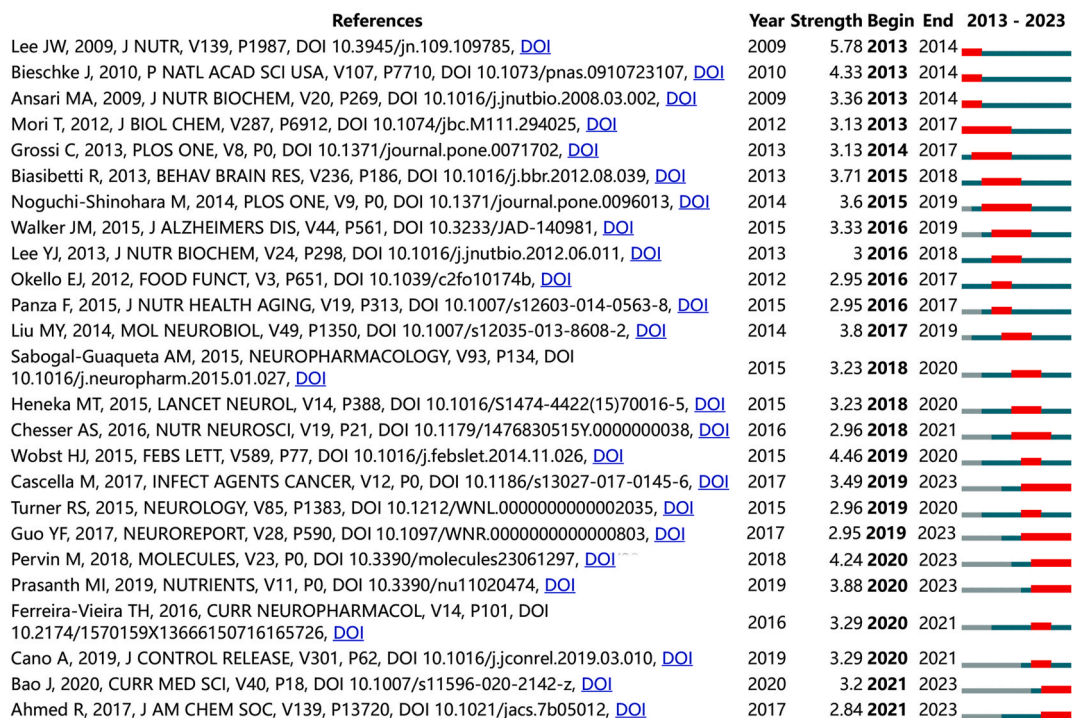 References Year Strength Begin End 2013 - 2023
Lee JW, 2009, J NUTR, V139, P1987, DOI 10.3945/jn.109.109785, DOI 2009 5.78 2013 2014
Bieschke J, 2010, P NATL ACAD SCI USA, V107, P7710, DOI 10.1073/pnas.0910723107, DOI 2010 4.33 2013 2014
Ansari MA, 2009, J NUTR BIOCHEM, V20, P269, DOI 10.1016/j.jnutbio.2008.03.002, DOI 2009 3.36 2013 2014
Mori T, 2012, J BIOL CHEM, V287, P6912, DOI 10.1074/jbc.M111.294025, DOI 2012 3.13 2013 2017
Grossi C, 2013, PLOS ONE, V8, P0, DOI 10.1371/journal.pone.0071702, DOI 2013 3.13 2014 2017
Biasibetti R, 2013, BEHAV BRAIN RES, V236, P186, DOI 10.1016/j.bbr.2012.08.039, DOI 2013 3.71 2015 2018
Noguchi-Shinohara M, 2014, PLOS ONE, V9, P0, DOI 10.1371/journal.pone.0096013, DOI 2014 3.6 2015 2019
Walker JM, 2015, J ALZHEIMERS DIS, V44, P561, DOI 10.3233/JAD-140981, DOI 2015 3.33 2016 2019
Lee YJ, 2013, J NUTR BIOCHEM, V24, P298, DOI 10.1016/j.jnutbio.2012.06.011, DOI 2013 3 2016 2018
Okello EJ, 2012, FOOD FUNCT, V3, P651, DOI 10.1039/c2fo10174b, DOI 2012 2.95 2016 2017
Panza F, 2015, J NUTR HEALTH AGING, V19, P313, DOI 10.1007/s12603-014-0563-8, DOI 2015 2.95 2016 2017
Liu MY, 2014, MOL NEUROBIOL, V49, P1350, DOI 10.1007/s12035-013-8608-2, DOI 2014 3.8 2017 2019
Sabogal-Guaqueta AM, 2015, NEUROPHARMACOLOGY, V93, P134, DOI
10.1016/j.neuropharm.2015.01.027, DOI 2015 3.23 2018 2020
Heneka MT, 2015, LANCET NEUROL, V14, P388, DOI 10.1016/S1474-4422(15)70016-5, DOI 2015 3.23 2018 2020
Chesser AS, 2016, NUTR NEUROSCI, V19, P21, DOI 10.1179/1476830515Y.0000000038, DOI 2016 2.96 2018 2021
Wobst HJ, 2015, FEBS LETT, V589, P77, DOI 10.1016/j.febslet.2014.11.026, DOI 2015 4.46 2019 2020
Cascella M, 2017, INFECT AGENTS CANCER, V12, P0, DOI 10.1186/s13027-017-0145-6, DOI 2017 3.49 2019 2023
Turner RS, 2015, NEUROLOGY, V85, P1383, DOI 10.1212/WNL.0000000000002035, DOI 2015 2.96 2019 2020
Guo YF, 2017, NEUROREPORT, V28, P590, DOI 10.1097/WNR.0000000000000803, DOI 2017 2.95 2019 2023
Pervin M, 2018, MOLECULES, V23, P0, DOI 10.3390/molecules23061297, DOI 2018 4.24 2020 2023
Prasanth MI, 2019, NUTRIENTS, V11, P0, DOI 10.3390/nu11020474, DOI 2019 3.88 2020 2023
Ferreira-Vieira TH, 2016, CURR NEUROPHARMACOL, V14, P101, DOI
10.2174/1570159X13666150716165726, DOI 2016 3.29 2020 2021
Cano A, 2019, J CONTROL RELEASE, V301, P62, DOI 10.1016/j.jconrel.2019.03.010, DOI 2019 3.29 2020 2021
Bao J, 2020, CURR MED SCI, V40, P18, DOI 10.1007/s11596-020-2142-z, DOI 2020 3.2 2021 2023
Ahmed R, 2017, J AM CHEM SOC, V139, P13720, DOI 10.1021/jacs.7b05012, DOI 2017 2.84 2021 2023